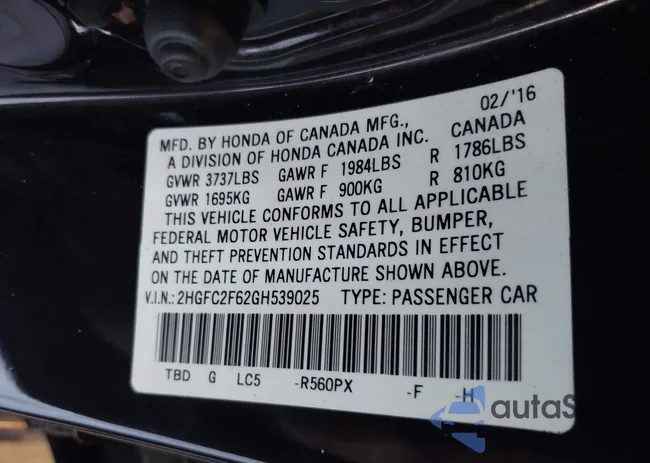 02/'16
MFD. BY HONDA OF CANADA MFG., CANADA
A DIVISION OF HONDA CANADA INC.
GVWR 3737LBS GAWR F 1984LBS R 1786LBS
GVWR 1695KG GAWR F 900KG R 810KG
THIS VEHICLE CONFORMS TO ALL APPLICABLE
FEDERAL MOTOR VEHICLE SAFETY, BUMPER,
AND THEFT PREVENTION STANDARDS IN EFFECT
ON THE DATE OF MANUFACTURE SHOWN ABOVE.
V.I.N.: 2HGFC2F62GH539025 TYPE: PASSENGER CAR
TBD G LC5 -R560PX -F -H